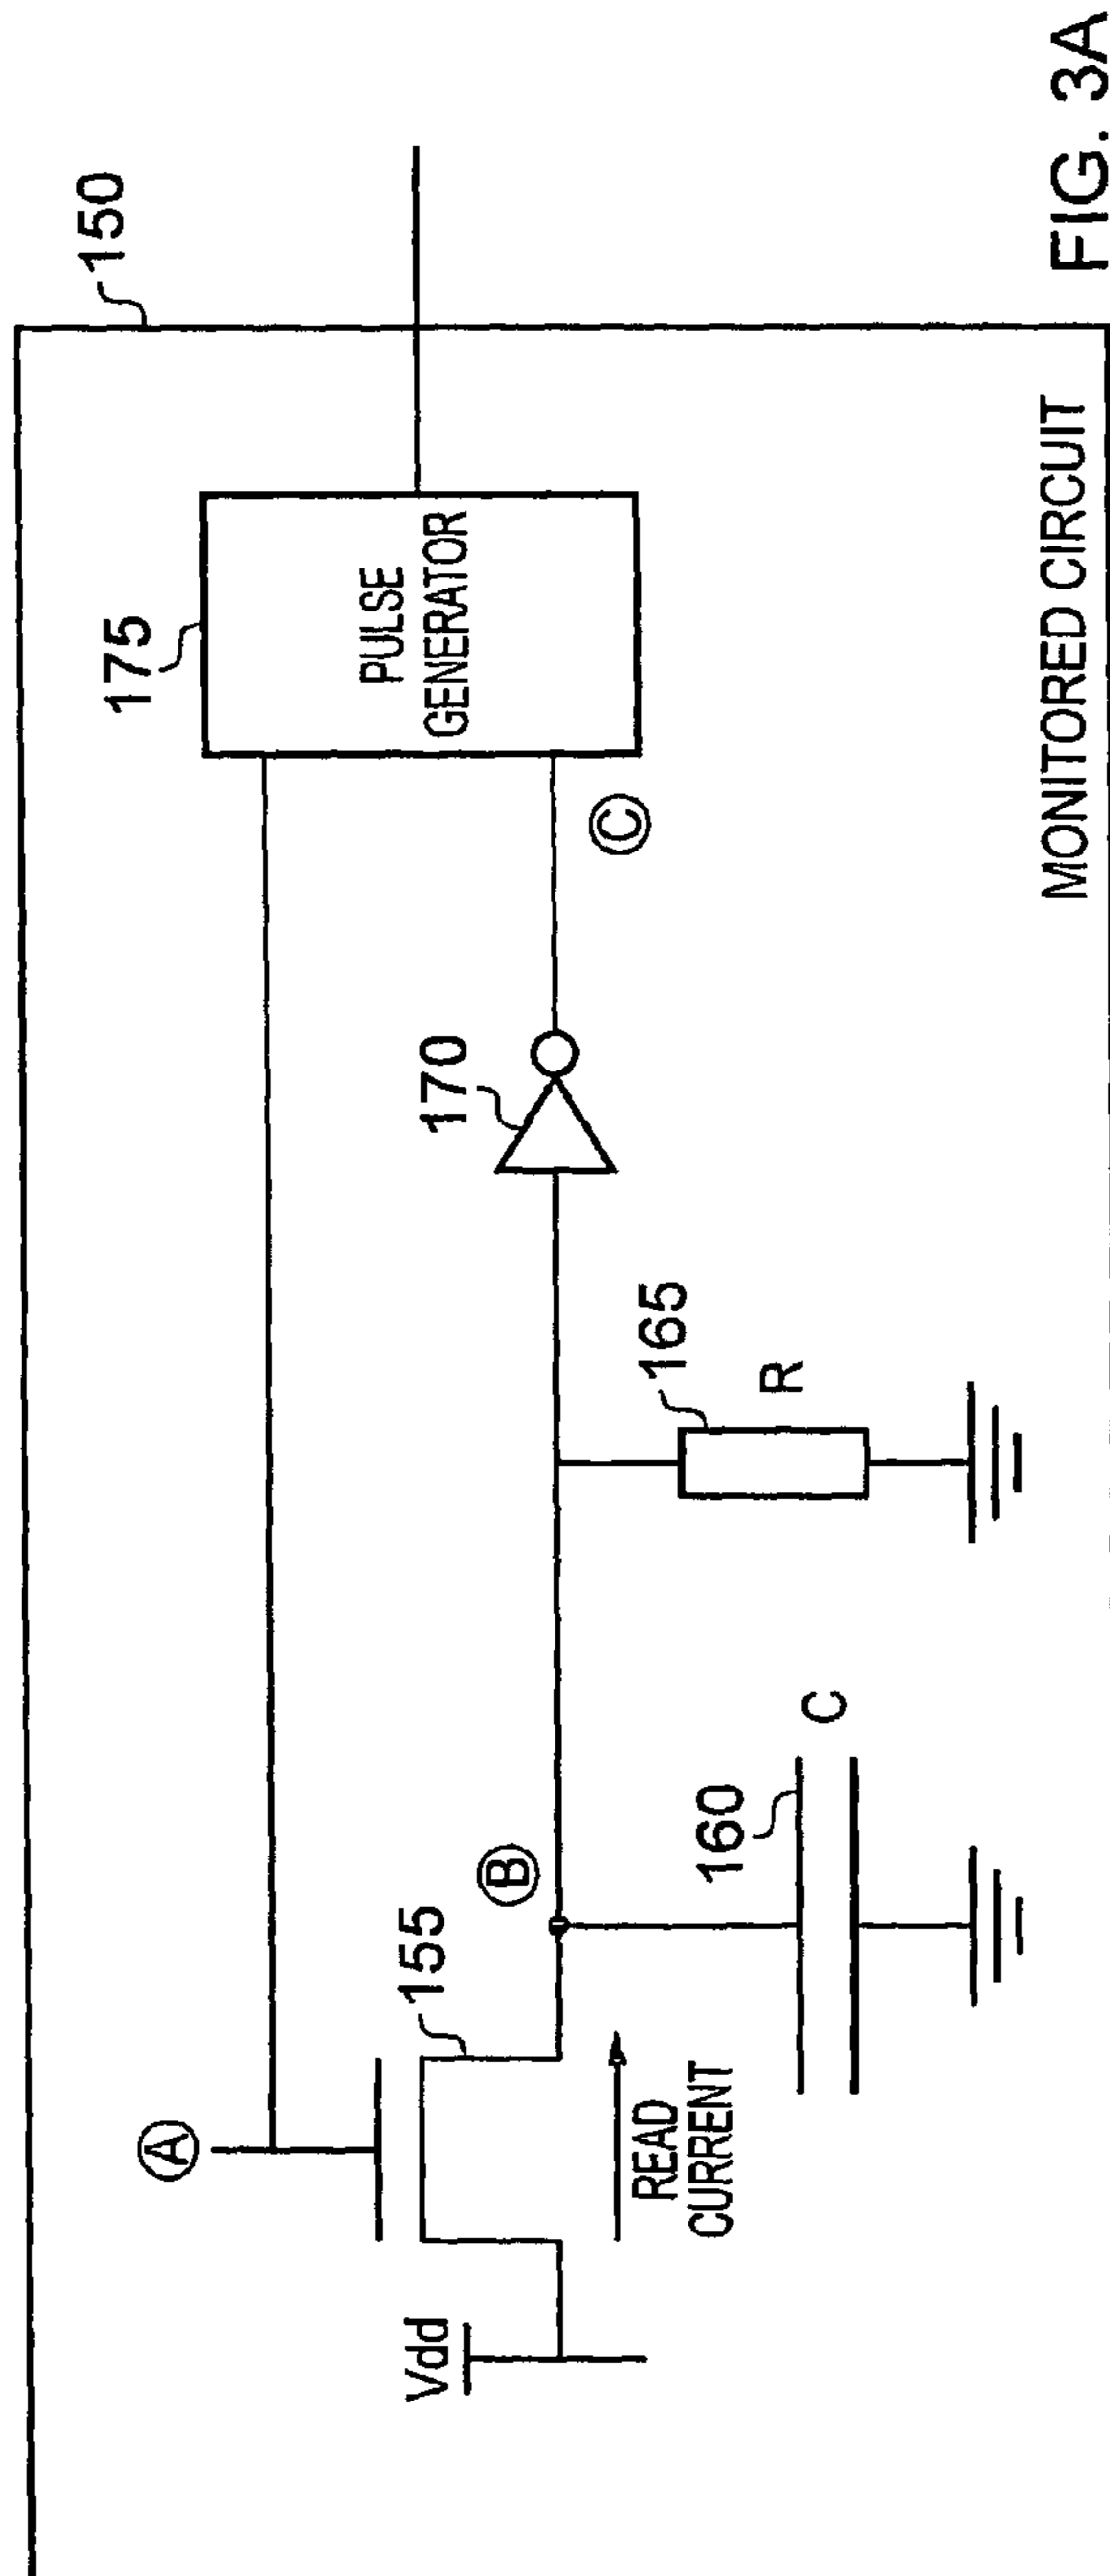 150
175
PULSE
GENERATOR
A
170
C
155
B
Vdd
READ
CURRENT
160
C
165
R
MONITORED CIRCUIT
FIG. 3A